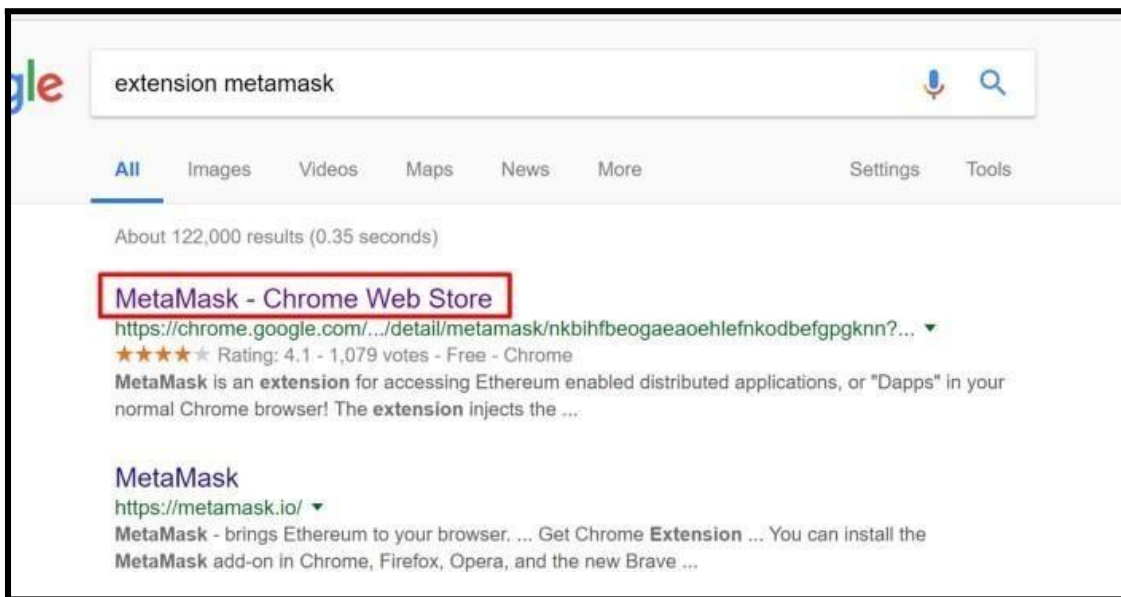 gle
extension metamask
All Images Videos Maps News More Settings Tools
About 122,000 results (0.35 seconds)
MetaMask - Chrome Web Store
https://chrome.google.com/.../detail/metamask/nkbihfbeogaeaoehlefnkodbefgpgknn?...
Rating: 4.1 - 1,079 votes - Free - Chrome
MetaMask is an extension for accessing Ethereum enabled distributed applications, or "Dapps" in your
normal Chrome browser! The extension injects the ...
MetaMask
https://metamask.io/
MetaMask - brings Ethereum to your browser. ... Get Chrome Extension ... You can install the
MetaMask add-on in Chrome, Firefox, Opera, and the new Brave ...